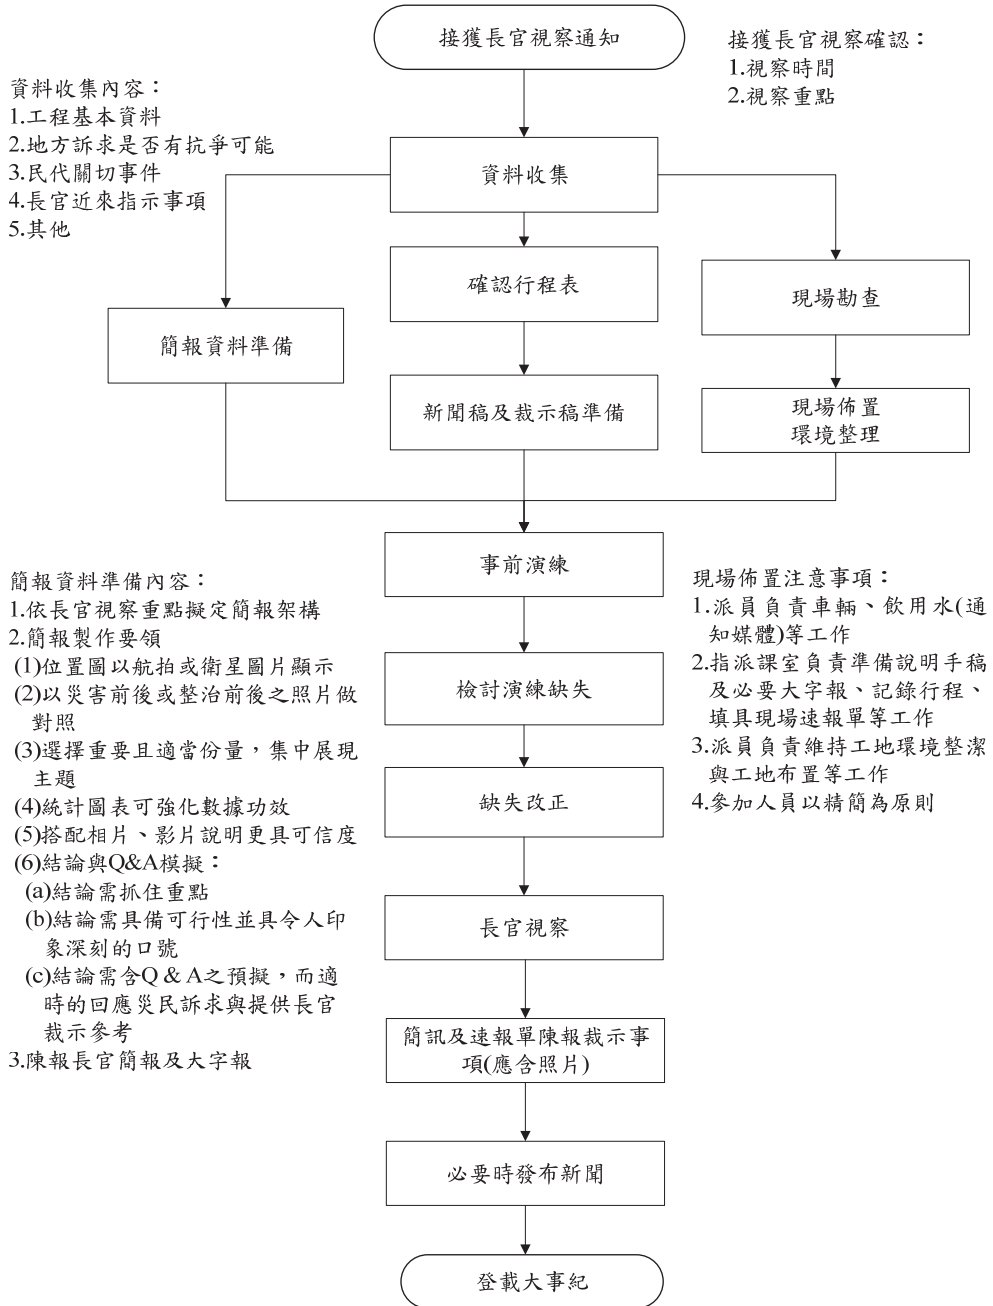 接獲長官視察通知
接獲長官視察確認：
1.視察時間
2.視察重點
資料收集內容：
1.工程基本資料
2.地方訴求是否有抗爭可能
3.民代關切事件
4.長官近來指示事項
5.其他
資料收集
確認行程表
現場勘查
簡報資料準備
新聞稿及裁示稿準備
現場佈置
環境整理
事前演練
簡報資料準備內容：
1.依長官視察重點擬定簡報架構
2.簡報製作要領
(1)位置圖以航拍或衛星圖片顯示
(2)以災害前後或整治前後之照片做
對照
(3)選擇重要且適當份量，集中展現
主題
(4)統計圖表可強化數據功效
(5)搭配相片、影片說明更具可信度
(6)結論與Q&A模擬：
(a)結論需抓住重點
(b)結論需具備可行性並具令人印
象深刻的口號
(c)結論需含Q & A之預擬，而適
時的回應災民訴求與提供長官
裁示參考
3.陳報長官簡報及大字報
現場佈置注意事項：
1.派員負責車輛、飲用水(通
知媒體)等工作
2.指派課室負責準備說明手稿
及必要大字報、記錄行程、
填具現場速報單等工作
3.派員負責維持工地環境整潔
與工地布置等工作
4.參加人員以精簡為原則
檢討演練缺失
缺失改正
長官視察
簡訊及速報單陳報裁示事
項(應含照片)
必要時發布新聞
登載大事紀